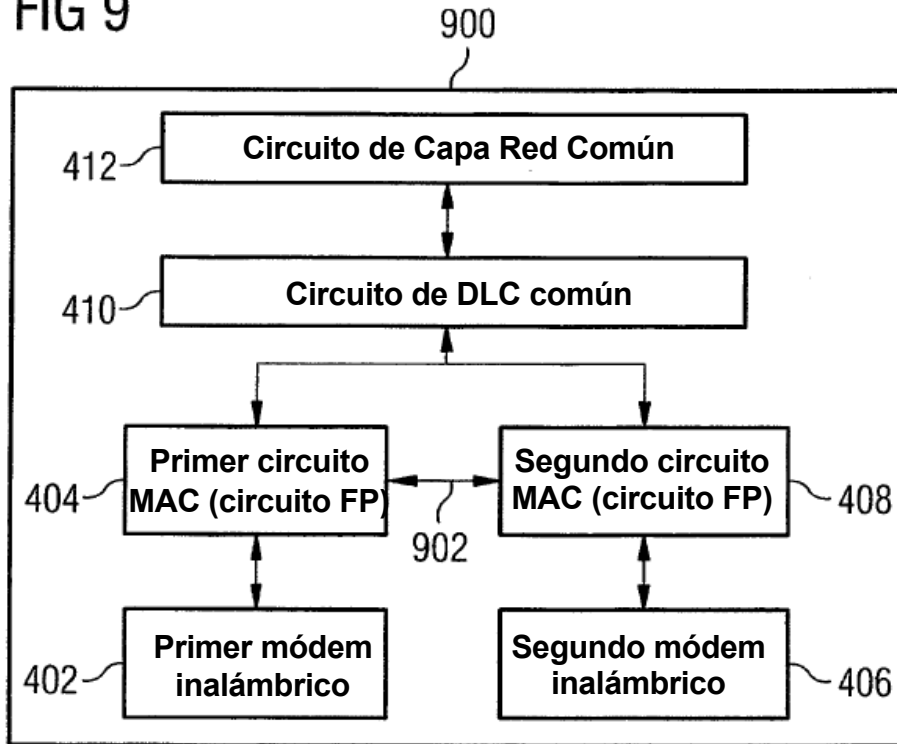 FIG 9
900
412
Circuito de Capa Red Común
410
Circuito de DLC común
404
Primer circuito
MAC (circuito FP)
902
Segundo circuito
MAC (circuito FP)
408
402
Primer módem
inalámbrico
Segundo módem
inalámbrico
406